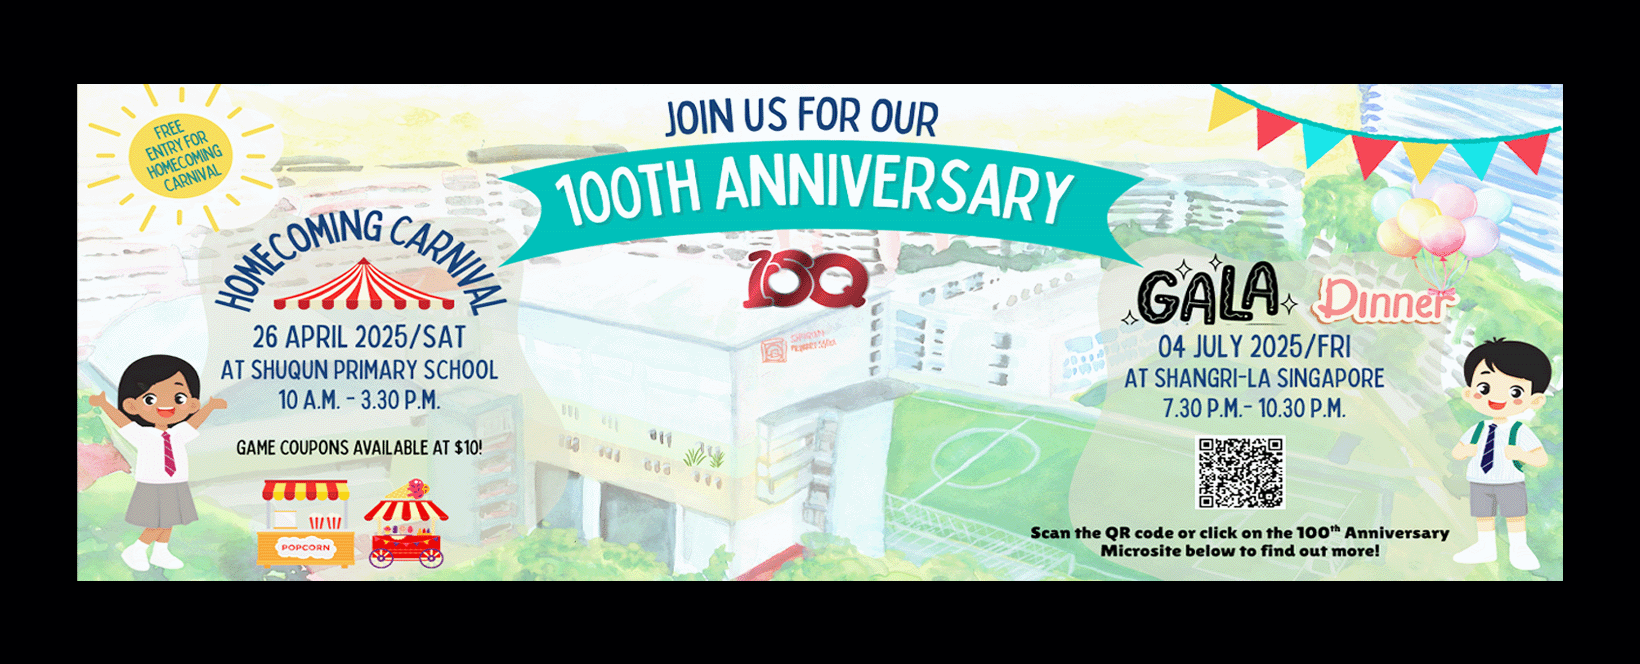 JOIN US FOR OUR
100TH ANNIVERSARY
100
FREE
ENTRY FOR
HOMECOMING
CARNIVAL
HOMECOMING CARNIVAL
26 APRIL 2025/SAT
AT SHUQUN PRIMARY SCHOOL
10 A.M. - 3.30 P.M.
GAME COUPONS AVAILABLE AT $10!
POPCORN
GALA Dinner
04 JULY 2025/FRI
AT SHANGRI-LA SINGAPORE
7.30 P.M.- 10.30 P.M.
Scan the QR code or click on the 100th Anniversary
Microsite below to find out more!